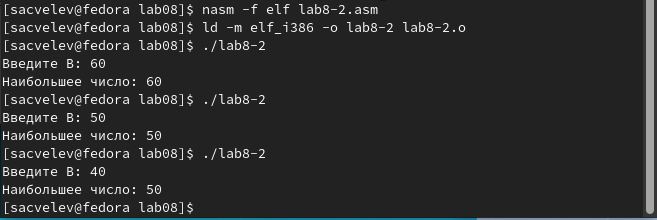 [sacvelev@fedora lab08]$ nasm -f elf lab8-2.asm
[sacvelev@fedora lab08]$ ld -m elf_i386 -o lab8-2 lab8-2.o
[sacvelev@fedora lab08]$ ./lab8-2
Введите B: 60
Наибольшее число: 60
[sacvelev@fedora lab08]$ ./lab8-2
Введите B: 50
Наибольшее число: 50
[sacvelev@fedora lab08]$ ./lab8-2
Введите B: 40
Наибольшее число: 50
[sacvelev@fedora lab08]$